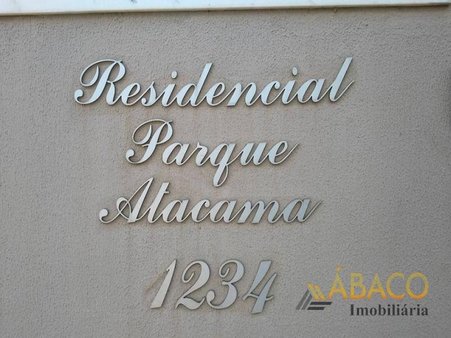 Residencial
Parque
Atacama
1234
ÁBACO
Imobiliária